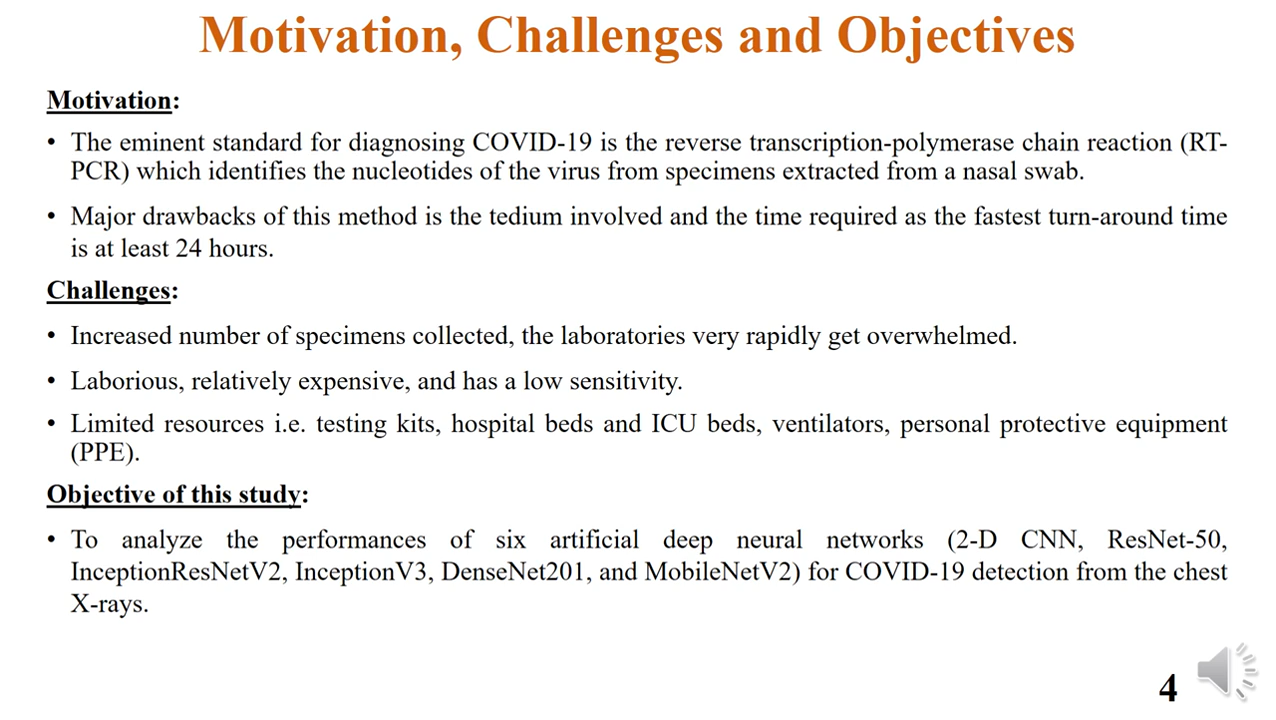 Motivation, Challenges and Objectives
Motivation:
• The eminent standard for diagnosing COVID-19 is the reverse transcription-polymerase chain reaction (RT-
PCR) which identifies the nucleotides of the virus from specimens extracted from a nasal swab.
• Major drawbacks of this method is the tedium involved and the time required as the fastest turn-around time
is at least 24 hours.
Challenges:
• Increased number of specimens collected, the laboratories very rapidly get overwhelmed.
• Laborious, relatively expensive, and has a low sensitivity.
• Limited resources i.e. testing kits, hospital beds and ICU beds, ventilators, personal protective equipment
(PPE).
Objective of this study:
• To analyze the performances of six artificial deep neural networks (2-D CNN, ResNet-50,
InceptionResNetV2, InceptionV3, DenseNet201, and MobileNetV2) for COVID-19 detection from the chest
X-rays.
4